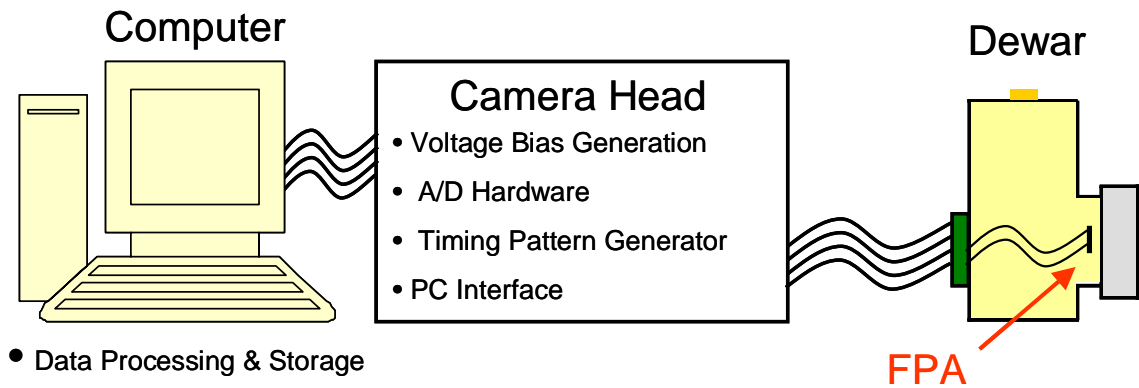 Computer
Camera Head
• Voltage Bias Generation
• A/D Hardware
• Timing Pattern Generator
• PC Interface
Dewar
FPA
• Data Processing & Storage